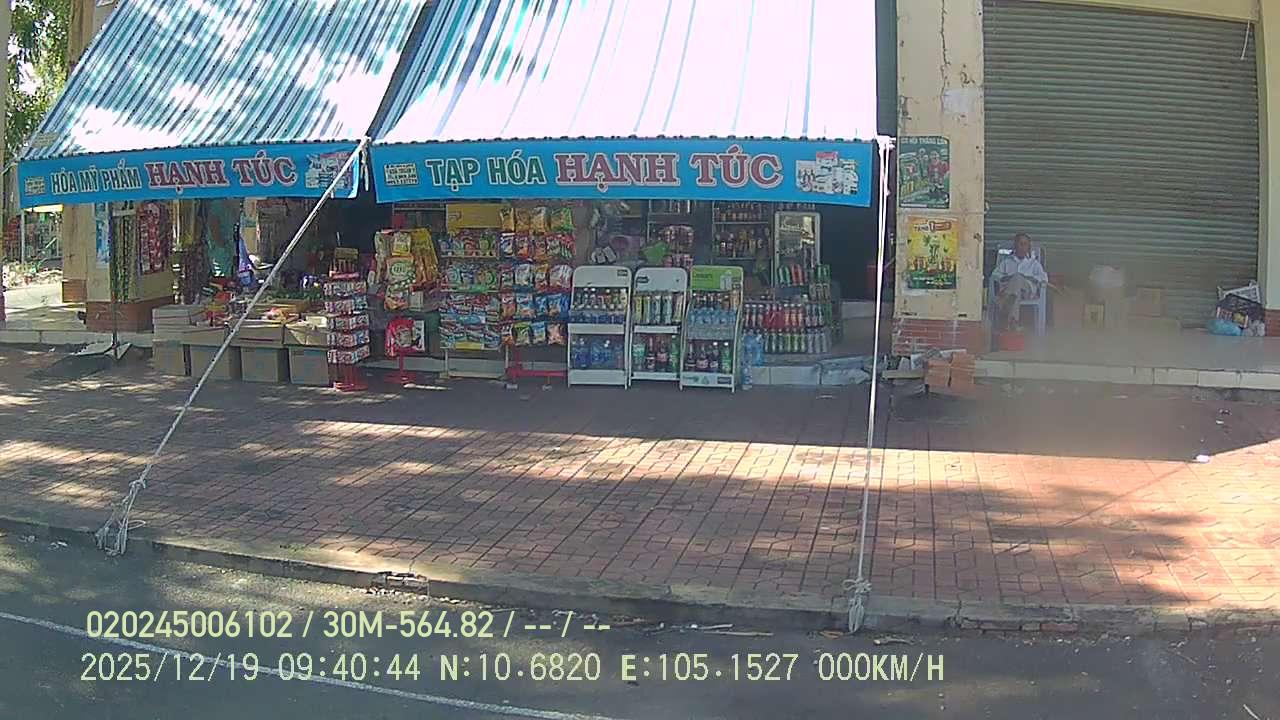 HÓA MỸ PHẨM HẠNH TÚC
TẠP HÓA HẠNH TÚC
020245006102 / 30M-564.82 / -- / --
2025/12/19 09:40:44 N:10.6820 E:105.1527 000KM/H